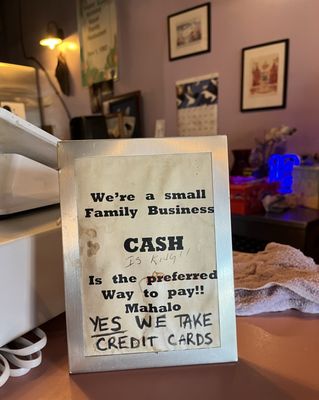 We're a small
Family Business
CASH
IS KING!
Is the preferred
Way to pay!!
Mahalo
YES WE TAKE
CREDIT CARDS